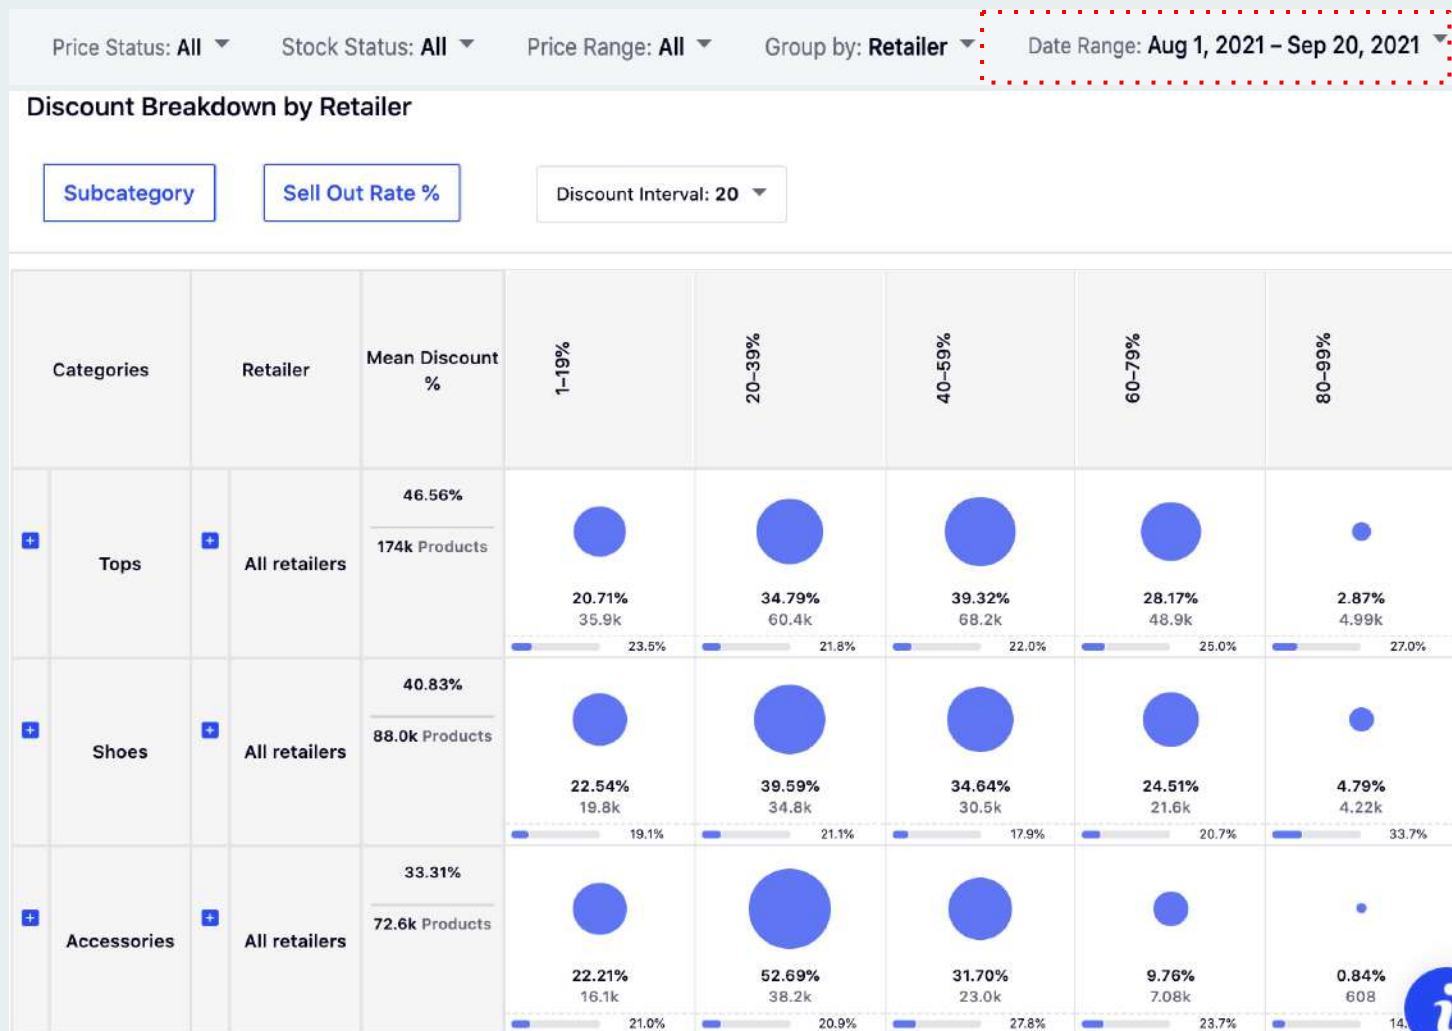 Price Status: All Stock Status: All Price Range: All Group by: Retailer Date Range: Aug 1, 2021 – Sep 20, 2021
Discount Breakdown by Retailer
Subcategory Sell Out Rate % Discount Interval: 20
Categories Retailer Mean Discount % 1–19% 20–39% 40–59% 60–79% 80–99%
46.56%
174k Products
Tops All retailers
20.71% 34.79% 39.32% 28.17% 2.87%
35.9k 60.4k 68.2k 48.9k 4.99k
23.5% 21.8% 22.0% 25.0% 27.0%
40.83%
88.0k Products
Shoes All retailers
22.54% 39.59% 34.64% 24.51% 4.79%
19.8k 34.8k 30.5k 21.6k 4.22k
19.1% 21.1% 17.9% 20.7% 33.7%
33.31%
72.6k Products
Accessories All retailers
22.21% 52.69% 31.70% 9.76% 0.84%
16.1k 38.2k 23.0k 7.08k 608
21.0% 20.9% 27.8% 23.7%